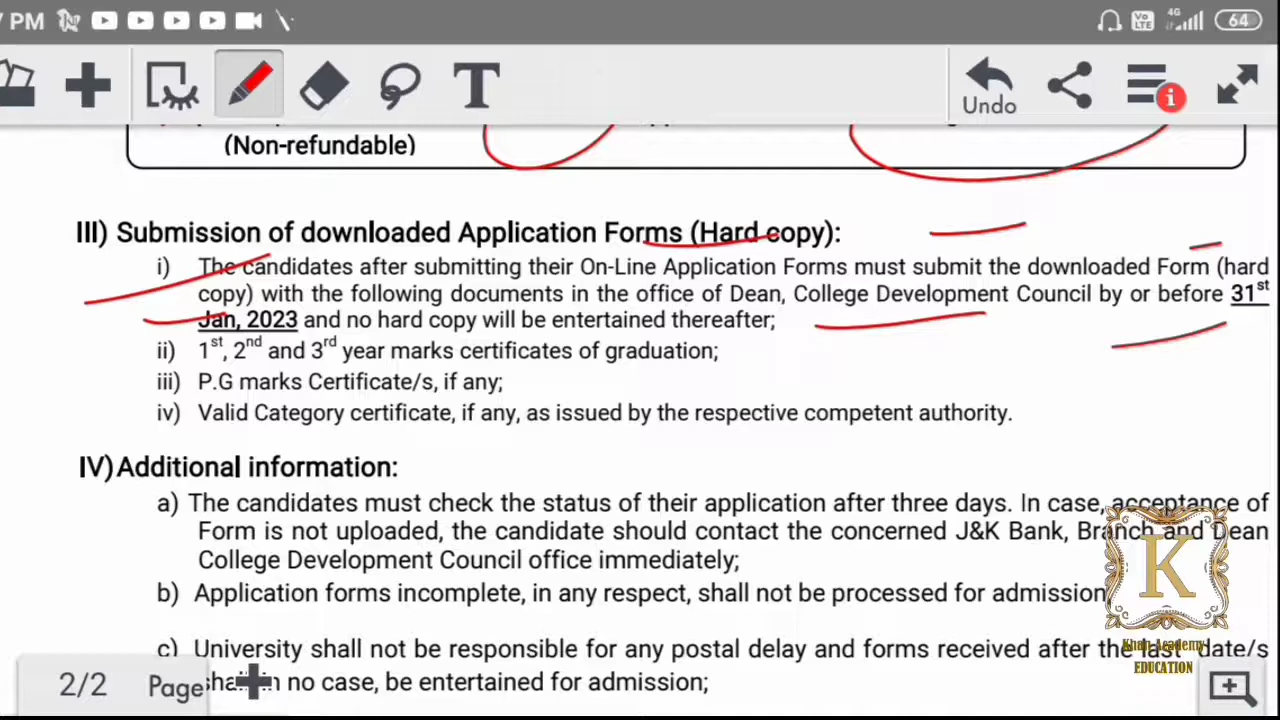 PM
4G
Vo
LTE
64
T
Undo
(Non-refundable)
III) Submission of downloaded Application Forms (Hard copy):
i) The candidates after submitting their On-Line Application Forms must submit the downloaded Form (hard
copy) with the following documents in the office of Dean, College Development Council by or before 31st
Jan, 2023 and no hard copy will be entertained thereafter;
ii) 1st, 2nd and 3rd year marks certificates of graduation;
iii) P.G marks Certificate/s, if any;
iv) Valid Category certificate, if any, as issued by the respective competent authority.
IV) Additional information:
a) The candidates must check the status of their application after three days. In case, acceptance of
Form is not uploaded, the candidate should contact the concerned J&K Bank, Branch and Dean
College Development Council office immediately;
b) Application forms incomplete, in any respect, shall not be processed for admission
c) University shall not be responsible for any postal delay and forms received after the last date/s
no case, be entertained for admission;
2/2 Page
K
Khan Academy
EDUCATION